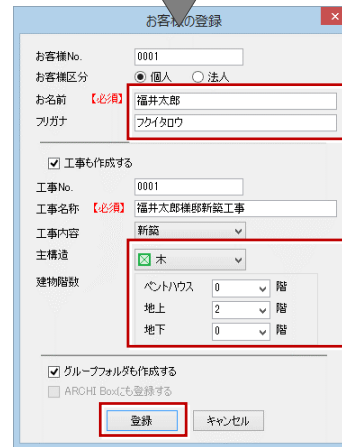 お客様の登録
お客様No. 0001
お客様区分 個人 法人
お名前 【必須】 福井太郎
フリガナ フクイタロウ
工事も作成する
工事No. 0001
工事名称 【必須】 福井太郎様邸新築工事
工事内容 新築
主構造 木
建物階数 ペントハウス 0 階
地上 2 階
地下 0 階
グループフォルダも作成する
ARCHI Boxにも登録する
登録 キャンセル